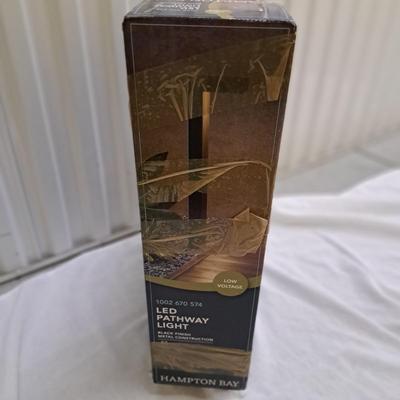 LOW
VOLTAGE
1002 670 574
LED
PATHWAY
LIGHT
BLACK FINISH
METAL CONSTRUCTION
HAMPTON BAY